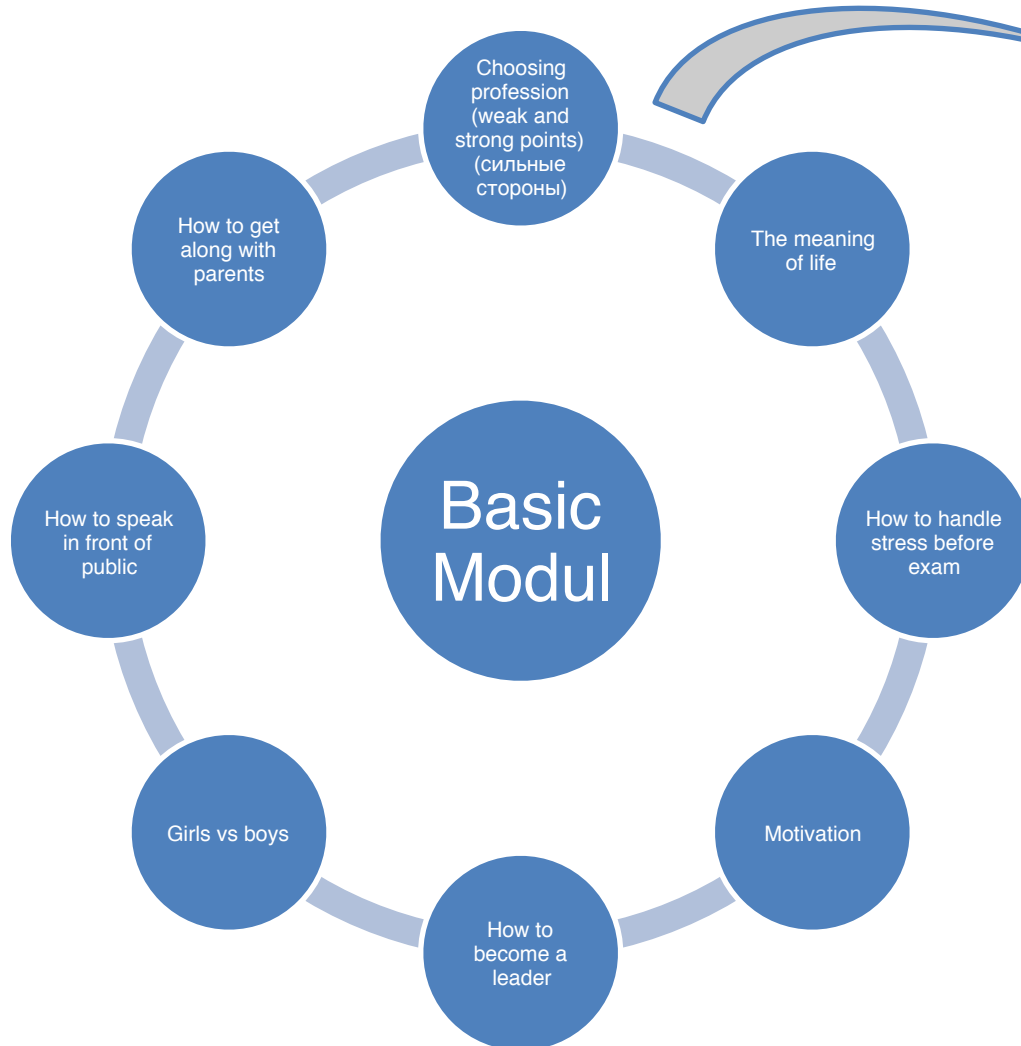 Choosing
profession
(weak and
strong points)
(сильные
стороны)
How to get
along with
parents
The meaning
of life
How to speak
in front of
public
Basic
Modul
How to handle
stress before
exam
Girls vs boys
Motivation
How to
become a
leader